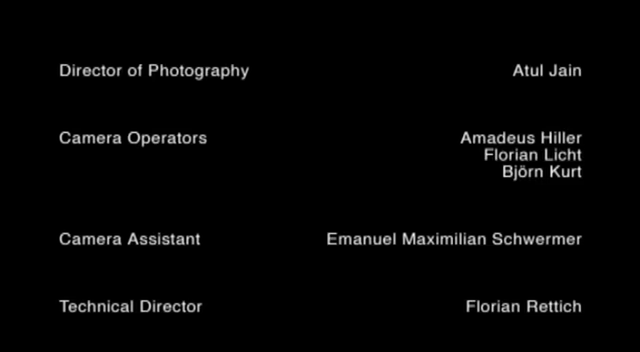 Director of Photography Atul Jain
Camera Operators Amadeus Hiller
Florian Licht
Björn Kurt
Camera Assistant Emanuel Maximilian Schwermer
Technical Director Florian Rettich